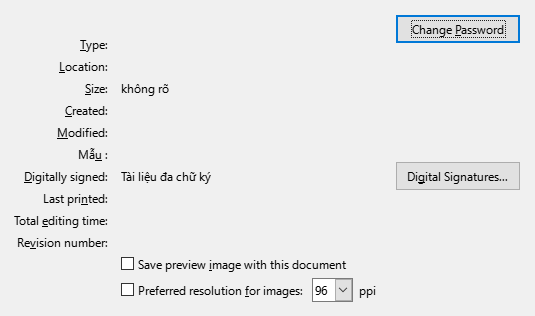 Change Password
Type:
Location:
Size: không rõ
Created:
Modified:
Mẫu :
Digitally signed: Tài liệu đa chữ ký Digital Signatures...
Last printed:
Total editing time:
Revision number:
Save preview image with this document
Preferred resolution for images: 96 ppi